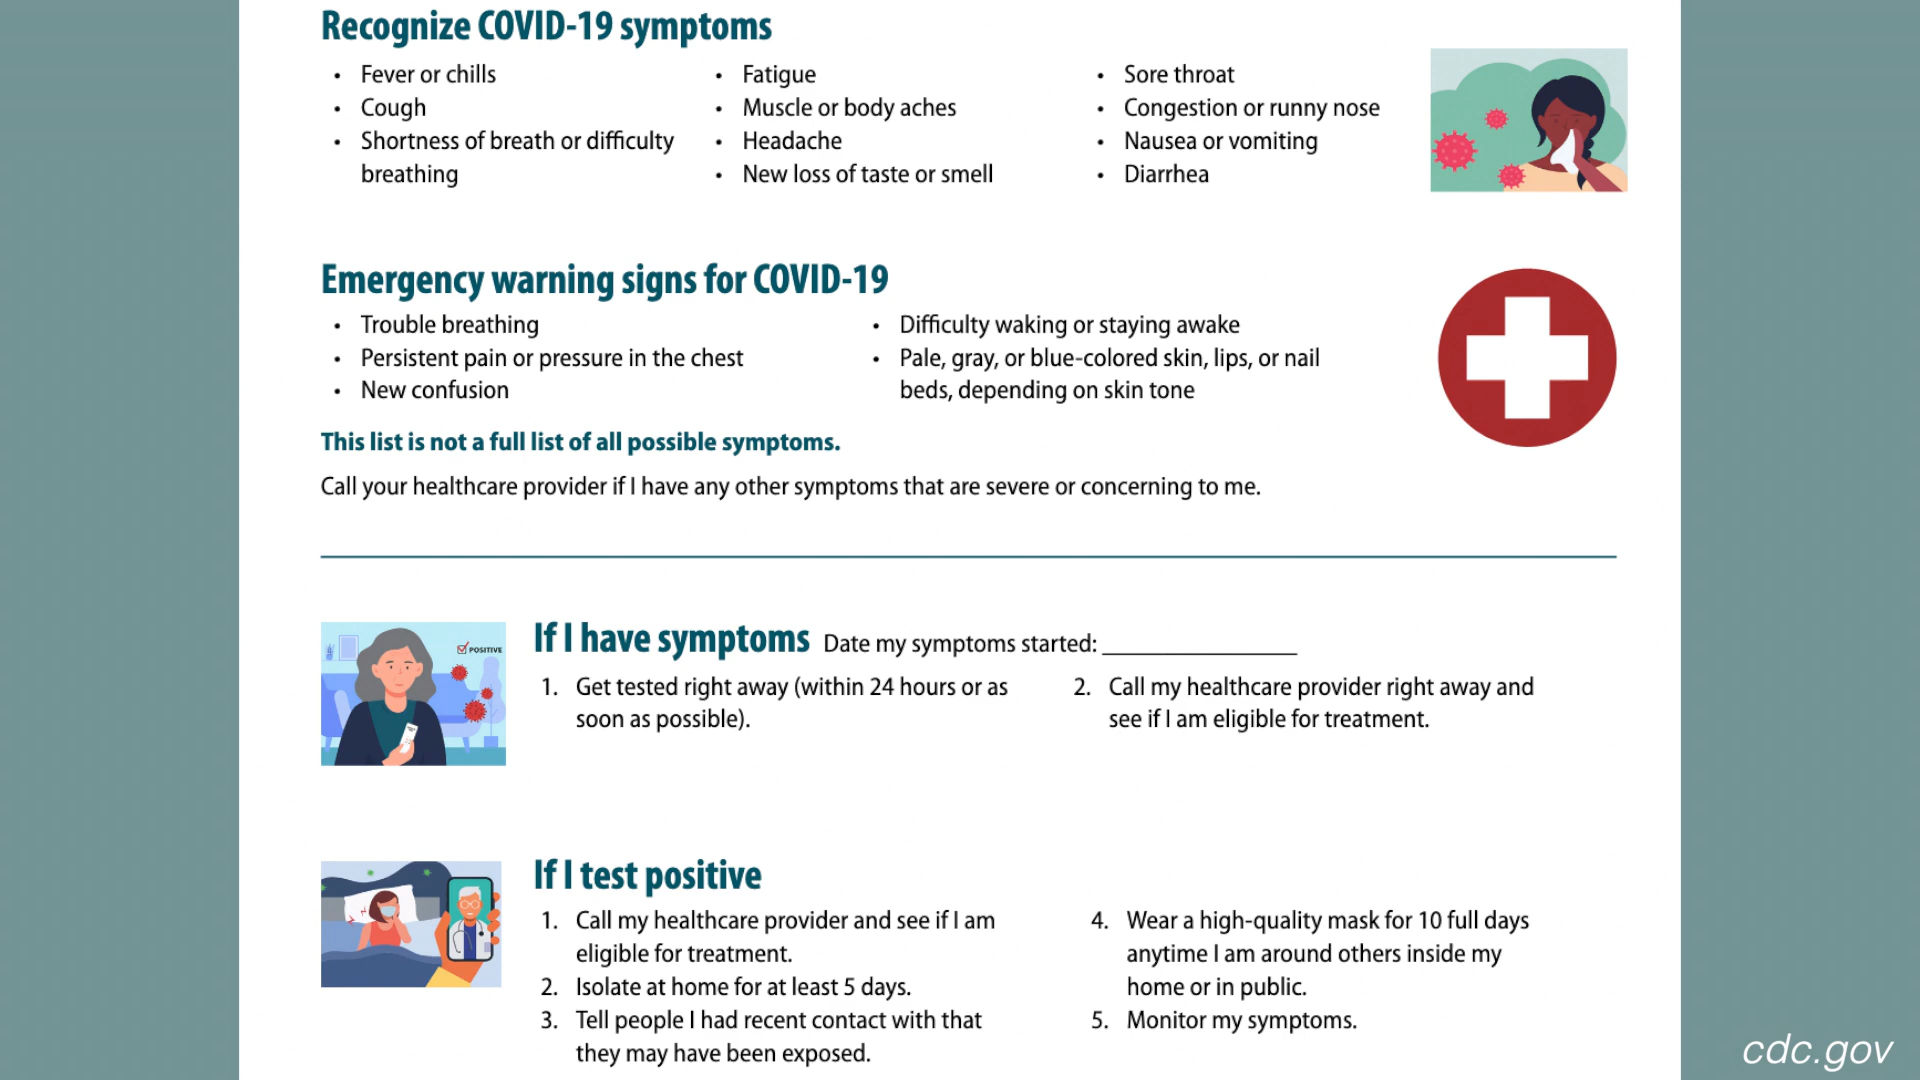 Recognize COVID-19 symptoms
• Fever or chills
• Cough
• Shortness of breath or difficulty
breathing
• Fatigue
• Muscle or body aches
• Headache
• New loss of taste or smell
• Sore throat
• Congestion or runny nose
• Nausea or vomiting
• Diarrhea
Emergency warning signs for COVID-19
• Trouble breathing
• Persistent pain or pressure in the chest
• New confusion
• Difficulty waking or staying awake
• Pale, gray, or blue-colored skin, lips, or nail
beds, depending on skin tone
This list is not a full list of all possible symptoms.
Call your healthcare provider if I have any other symptoms that are severe or concerning to me.
POSITIVE
If I have symptoms Date my symptoms started: _______________
1. Get tested right away (within 24 hours or as
soon as possible).
2. Call my healthcare provider right away and
see if I am eligible for treatment.
If I test positive
1. Call my healthcare provider and see if I am
eligible for treatment.
2. Isolate at home for at least 5 days.
3. Tell people I had recent contact with that
they may have been exposed.
4. Wear a high-quality mask for 10 full days
anytime I am around others inside my
home or in public.
5. Monitor my symptoms.
cdc.gov